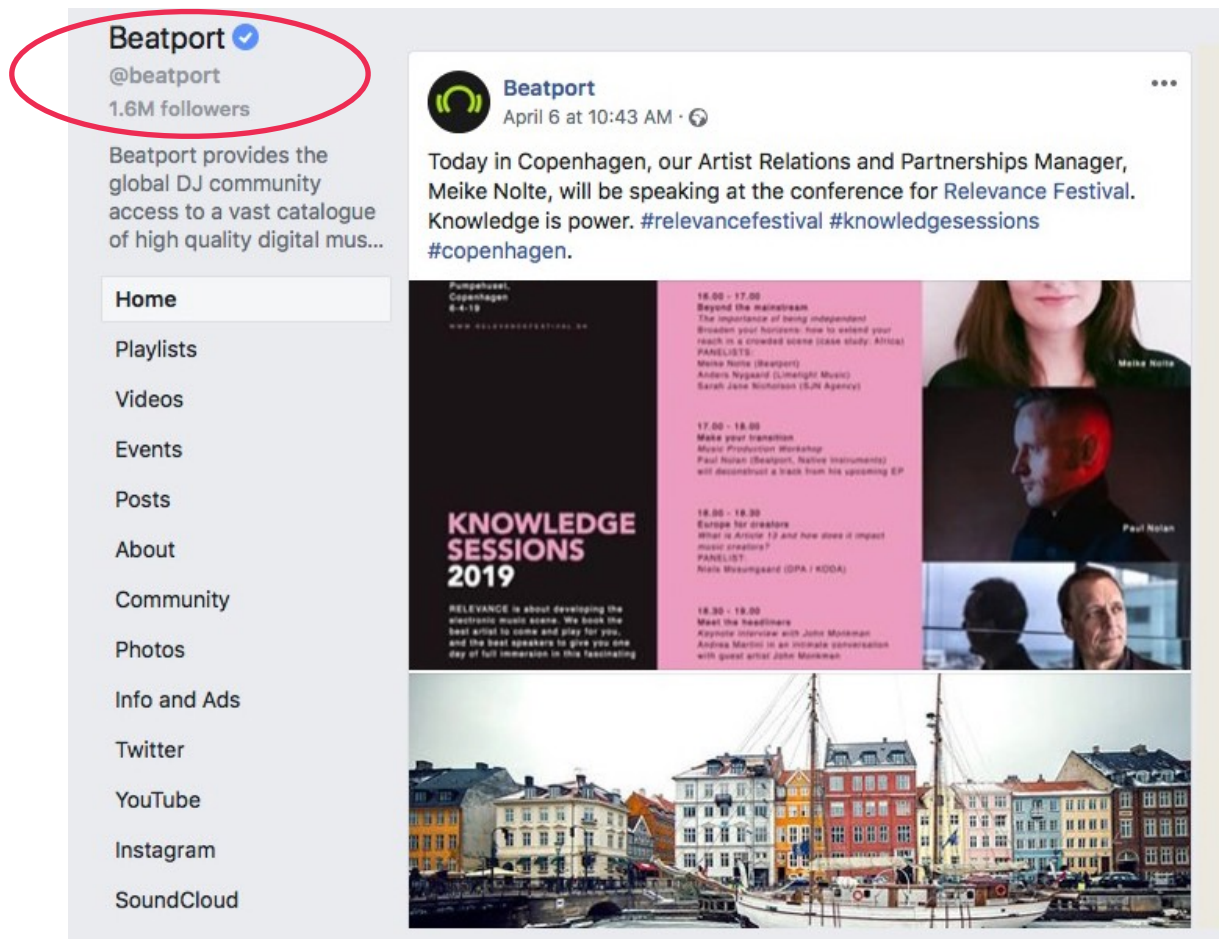 Beatport
@beatport
1.6M followers
Beatport provides the
global DJ community
access to a vast catalogue
of high quality digital mus...
Home
Playlists
Videos
Events
Posts
About
Community
Photos
Info and Ads
Twitter
YouTube
Instagram
SoundCloud
Beatport
April 6 at 10:43 AM ·
Today in Copenhagen, our Artist Relations and Partnerships Manager,
Meike Nolte, will be speaking at the conference for Relevance Festival.
Knowledge is power. #relevancefestival #knowledgesessions
#copenhagen.
Pumpehuset,
Copenhagen
6-4-19
WWW.RELEVANCEFESTIVAL.DK
KNOWLEDGE
SESSIONS
2019
RELEVANCE is about developing the
electronic music scene. We book the
best artist to come and play for you,
and the best speakers to give you one
day of full immersion in this fascinating
16.00 - 17.00
Beyond the mainstream
The importance of being independent
Broaden your horizons: how to extend your
reach in a crowded scene (case study: Africa)
PANELISTS:
Meike Nolte (Beatport)
Anders Nygaard (Limelight Music)
Sarah Jane Nicholson (SJN Agency)
17.00 - 18.00
Make your transition
Music Production Workshop
Paul Nolan (Beatport, Native Instruments)
will deconstruct a track from his upcoming EP
18.00 - 18.30
Europe for creators
What is Article 13 and how does it impact
music creators?
PANELIST:
Niels Mosumgaard (DPA / KODA)
18.30 - 19.00
Meet the headliners
Keynote interview with John Monkman
Andrea Martini in an intimate conversation
with guest artist John Monkman
Meike Nolte
Paul Nolan